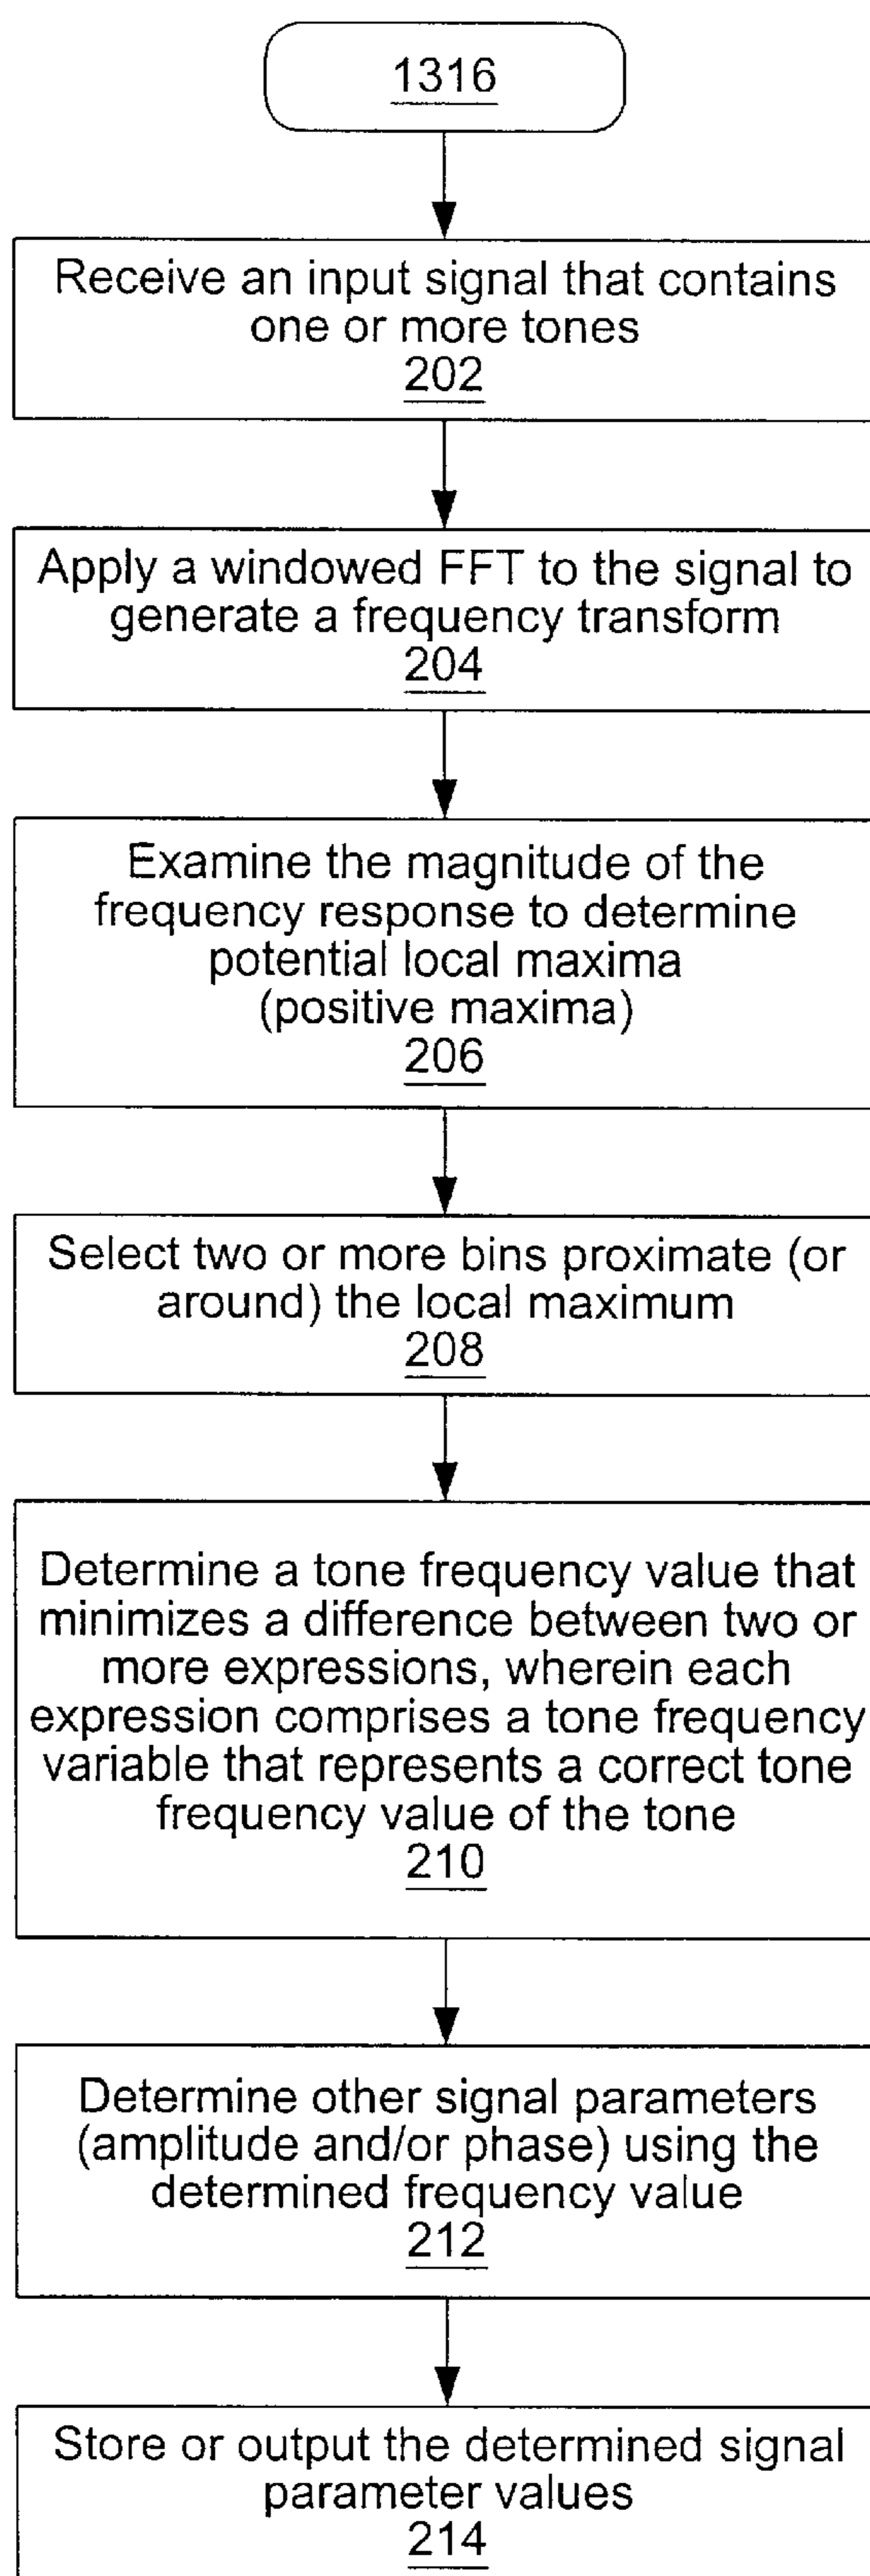 1316
Receive an input signal that contains
one or more tones
202
Apply a windowed FFT to the signal to
generate a frequency transform
204
Examine the magnitude of the
frequency response to determine
potential local maxima
(positive maxima)
206
Select two or more bins proximate (or
around) the local maximum
208
Determine a tone frequency value that
minimizes a difference between two or
more expressions, wherein each
expression comprises a tone frequency
variable that represents a correct tone
frequency value of the tone
210
Determine other signal parameters
(amplitude and/or phase) using the
determined frequency value
212
Store or output the determined signal
parameter values
214